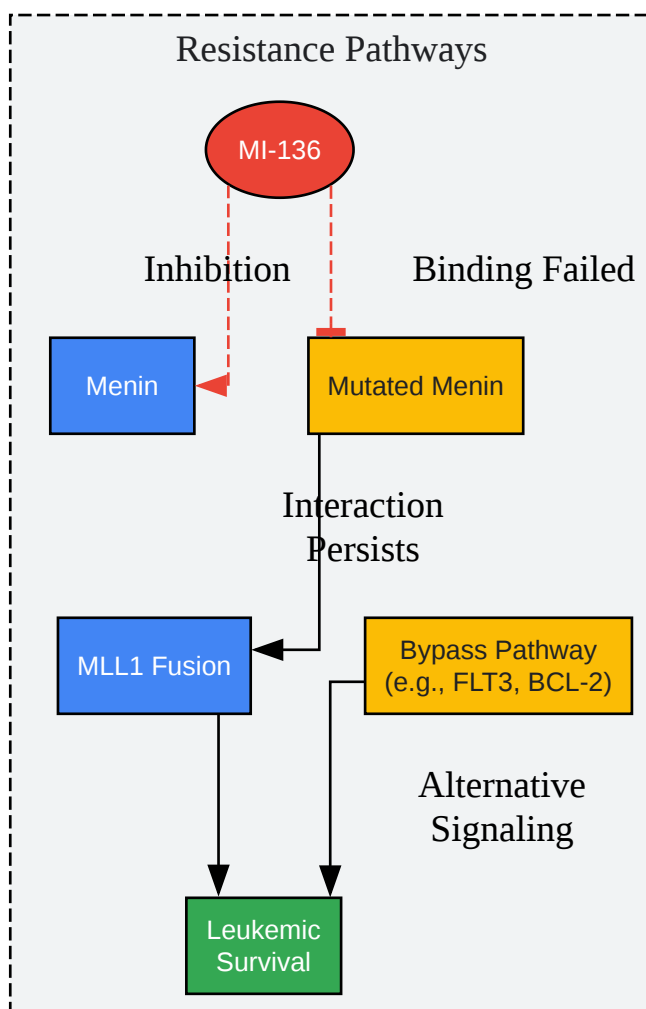 Resistance Pathways
MI-136
Inhibition
Binding Failed
Menin
Mutated Menin
Interaction
Persists
MLL1 Fusion
Bypass Pathway
(e.g., FLT3, BCL-2)
Alternative
Signaling
Leukemic
Survival